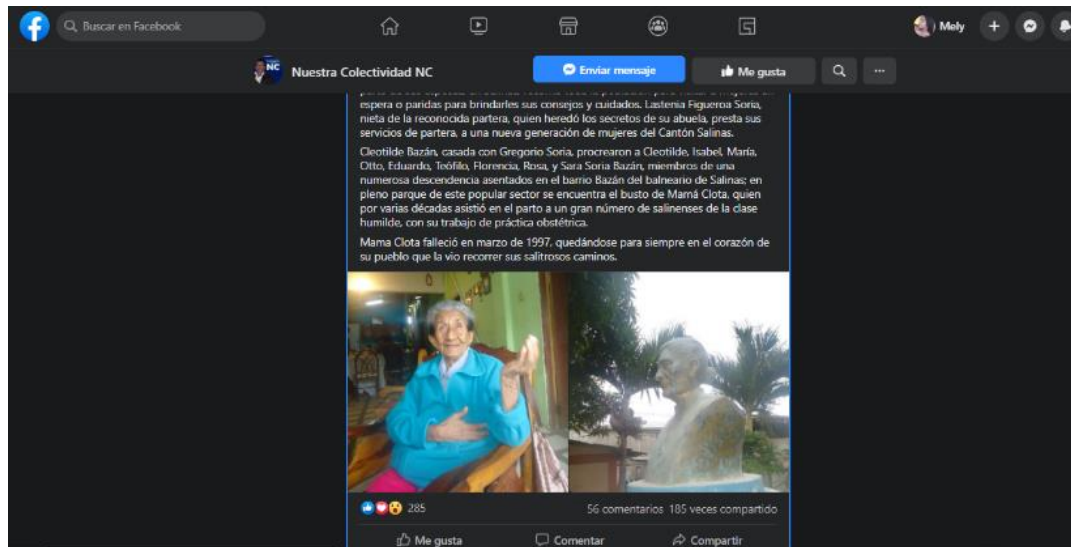 Buscar en Facebook
Mely
NC
Nuestra Colectividad NC
Enviar mensaje
Me gusta
espera o paridas para brindarles sus consejos y cuidados. Lastenia Figueroa Soria,
nieta de la reconocida partera, quien heredó los secretos de su abuela, presta sus
servicios de partera, a una nueva generación de mujeres del Cantón Salinas.
Cleotilde Bazán, casada con Gregorio Soria, procrearon a Cleotilde, Isabel, María,
Otto, Eduardo, Teófilo, Florencia, Rosa, y Sara Soria Bazán, miembros de una
numerosa descendencia asentados en el barrio Bazán del balneario de Salinas; en
pleno parque de este popular sector se encuentra el busto de Mamá Clota, quien
por varias décadas asistió en el parto a un gran número de salinenses de la clase
humilde, con su trabajo de práctica obstétrica.
Mama Clota falleció en marzo de 1997, quedándose para siempre en el corazón de
su pueblo que la vio recorrer sus salitrosos caminos.
285
56 comentarios 185 veces compartido
Me gusta
Comentar
Compartir